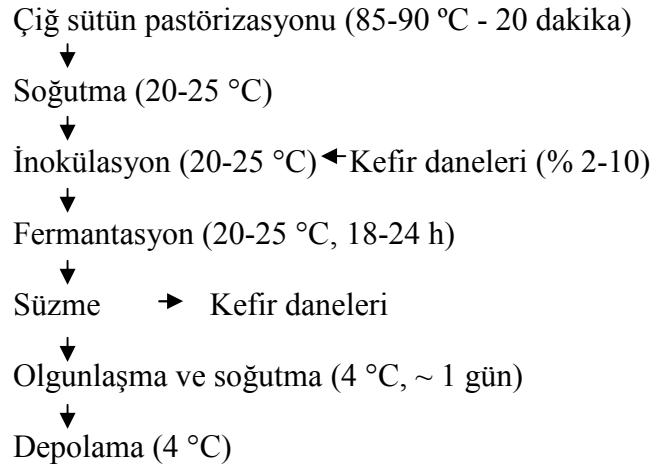 Çiğ sütün pastörizasyonu (85-90 ºC - 20 dakika)
Soğutma (20-25 °C)
İnokülasyon (20-25 °C) Kefir daneleri (% 2-10)
Fermantasyon (20-25 °C, 18-24 h)
Süzme Kefir daneleri
Olgunlaşma ve soğutma (4 °C, ~ 1 gün)
Depolama (4 °C)